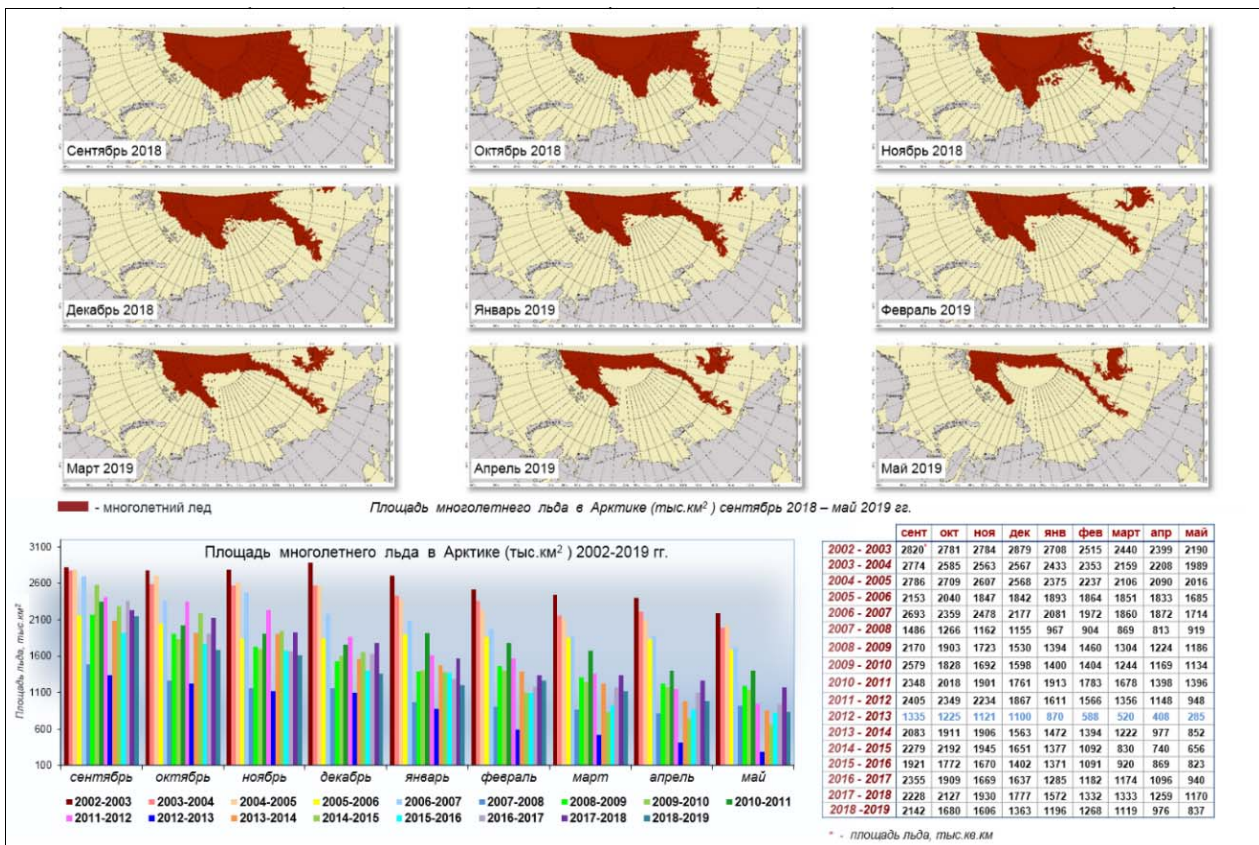 Сентябрь 2018
Октябрь 2018
Ноябрь 2018
Декабрь 2018
Январь 2019
Февраль 2019
Март 2019
Апрель 2019
Май 2019
- многолетний лед
Площадь многолетнего льда в Арктике (тыс.км²) сентябрь 2018 – май 2019 гг.
Площадь многолетнего льда в Арктике (тыс.км²) 2002-2019 гг.
Площадь льда, тыс.км²
3100
2600
2100
1600
1100
600
100
сентябрь октябрь ноябрь декабрь январь февраль март апрель май
2002-2003 2003-2004 2004-2005 2005-2006 2006-2007 2007-2008 2008-2009 2009-2010 2010-2011
2011-2012 2012-2013 2013-2014 2014-2015 2015-2016 2016-2017 2017-2018 2018-2019
сент окт ноя дек янв фев март апр май
2002 - 2003 2820* 2781 2784 2879 2708 2515 2440 2399 2190
2003 - 2004 2774 2585 2563 2567 2433 2353 2159 2208 1989
2004 - 2005 2786 2709 2607 2568 2375 2237 2106 2090 2016
2005 - 2006 2153 2040 1847 1842 1893 1864 1851 1833 1685
2006 - 2007 2693 2359 2478 2177 2081 1972 1860 1872 1714
2007 - 2008 1486 1266 1162 1155 967 904 869 813 919
2008 - 2009 2170 1903 1723 1530 1394 1460 1304 1224 1186
2009 - 2010 2579 1828 1692 1598 1400 1404 1244 1169 1134
2010 - 2011 2348 2018 1901 1761 1913 1783 1678 1398 1396
2011 - 2012 2405 2349 2234 1867 1611 1566 1356 1148 948
2012 - 2013 1335 1225 1121 1100 870 588 520 408 285
2013 - 2014 2083 1911 1906 1563 1472 1394 1222 977 852
2014 - 2015 2279 2192 1945 1651 1377 1092 830 740 656
2015 - 2016 1921 1772 1670 1402 1371 1091 920 869 823
2016 - 2017 2355 1909 1669 1637 1285 1182 1174 1096 940
2017 - 2018 2228 2127 1930 1777 1572 1332 1333 1259 1170
2018 -2019 2142 1680 1606 1363 1196 1268 1119 976 837
* - площадь льда, тыс.кв.км